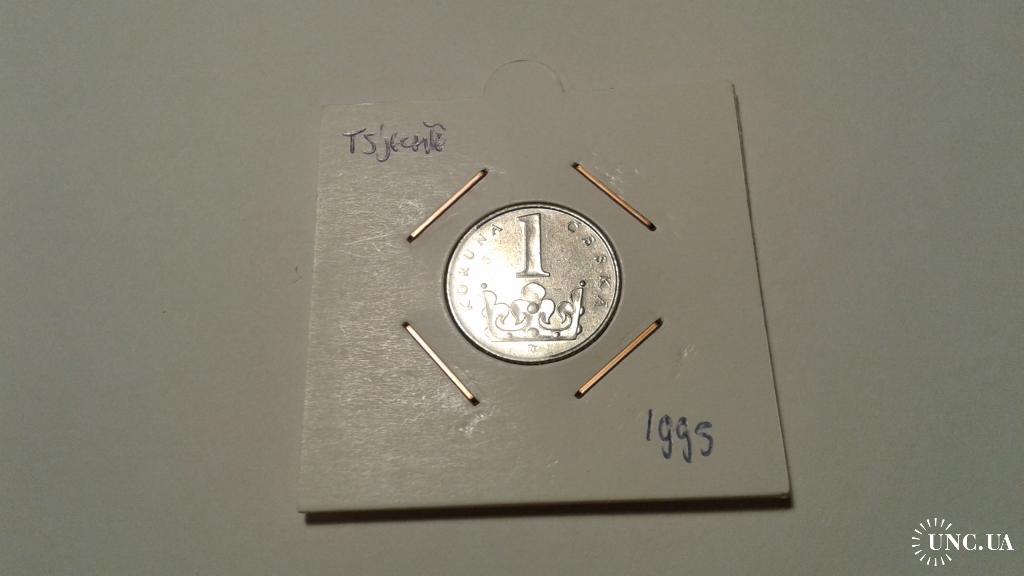 Tsjechië
1
KORUNA ČESKÁ
1995
UNC.UA